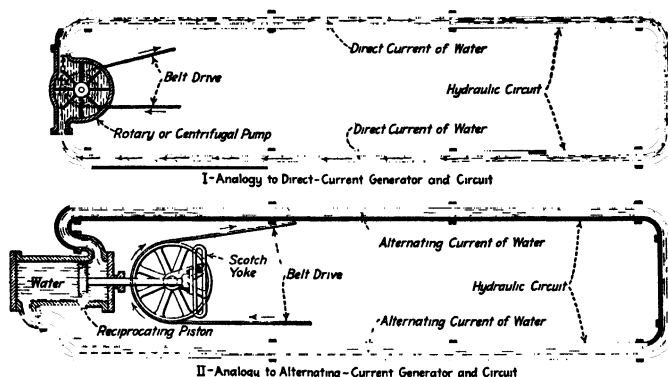 Direct Current of Water
Belt Drive
Hydraulic Circuit
Rotary or Centrifugal Pump
Direct Current of Water
I-Analogy to Direct-Current Generator and Circuit
Scotch
Yoke
Alternating Current of Water
Water
Belt Drive
Hydraulic Circuit
Reciprocating Piston
Alternating Current of Water
II-Analogy to Alternating-Current Generator and Circuit